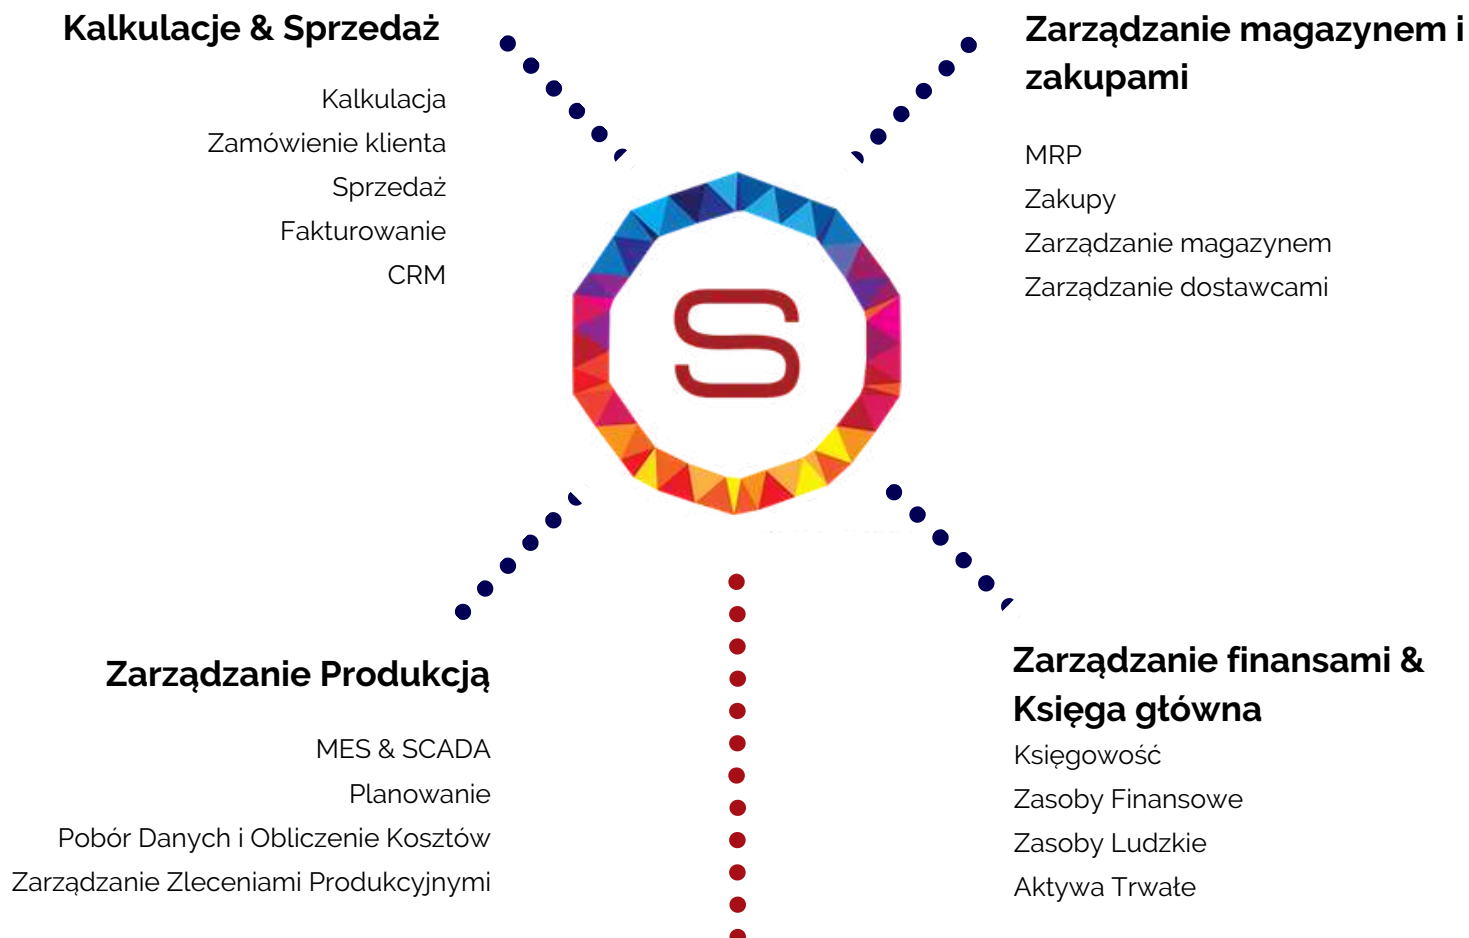 Kalkulacje & Sprzedaż
Kalkulacja
Zamówienie klienta
Sprzedaż
Fakturowanie
CRM
Zarządzanie magazynem i
zakupami
MRP
Zakupy
Zarządzanie magazynem
Zarządzanie dostawcami
S
Zarządzanie Produkcją
MES & SCADA
Planowanie
Pobór Danych i Obliczenie Kosztów
Zarządzanie Zleceniami Produkcyjnymi
Zarządzanie finansami &
Księga główna
Księgowość
Zasoby Finansowe
Zasoby Ludzkie
Aktywa Trwałe